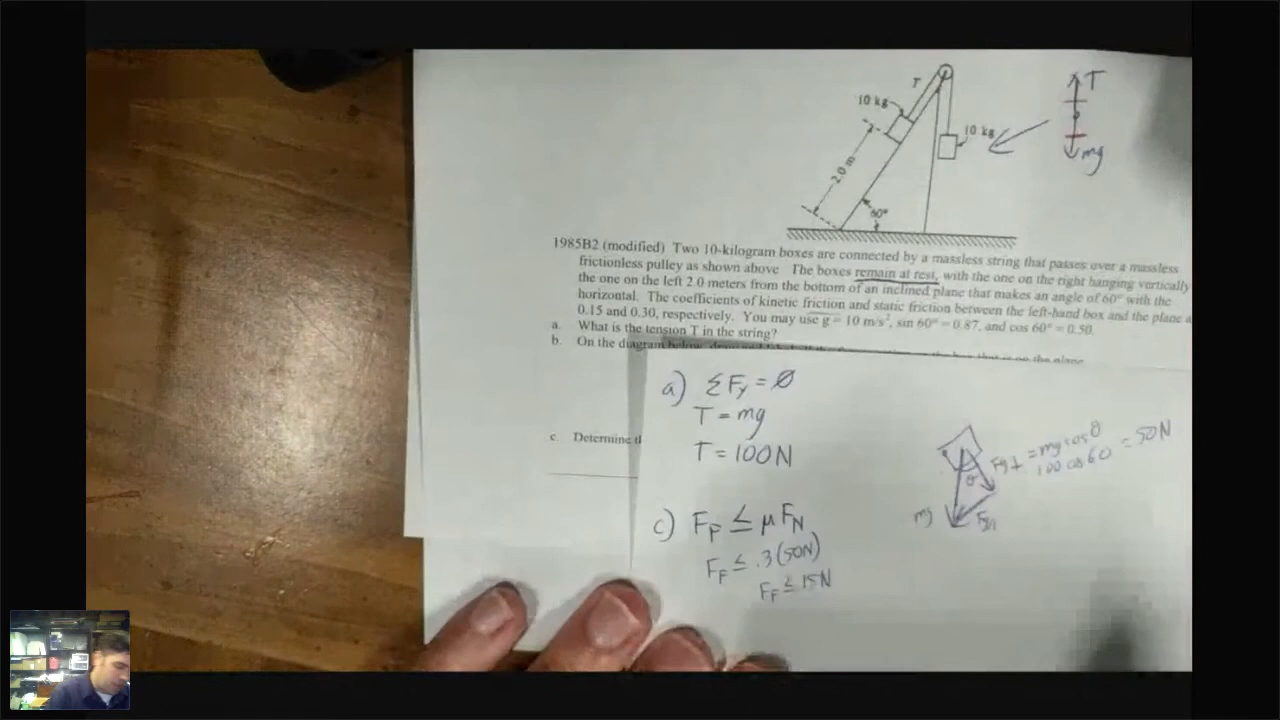 T
T
10 kg
10 kg
mg
2.0 m
60°
1985B2 (modified) Two 10-kilogram boxes are connected by a massless string that passes over a massless
frictionless pulley as shown above The boxes remain at rest, with the one on the right hanging vertically
the one on the left 2.0 meters from the bottom of an inclined plane that makes an angle of 60° with the
horizontal. The coefficients of kinetic friction and static friction between the left-hand box and the plane a
0.15 and 0.30, respectively. You may use g = 10 m/s², sin 60° = 0.87, and cos 60° = 0.50.
a. What is the tension T in the string?
b. On the diagram below, draw and label
c. Determine
a) ΣFy = Ø
T = mg
T = 100N
Fg⊥ = mg cosθ
100 cos 60 = 50N
θ
mg
Fg||
c) FF ≤ μ FN
FF ≤ .3 (50N)
FF ≤ 15N